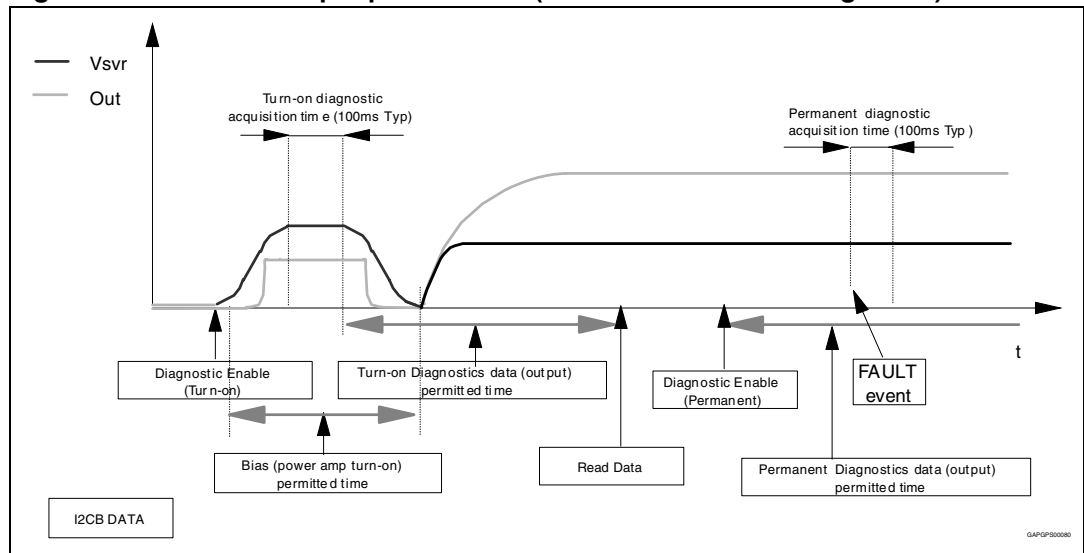 Vsvr
Out
Turn-on diagnostic
acquisition time (100ms Typ)
Permanent diagnostic
acquisition time (100ms Typ)
t
Diagnostic Enable
(Turn-on)
Turn-on Diagnostics data (output)
permitted time
Diagnostic Enable
(Permanent)
FAULT
event
Bias (power amp turn-on)
permitted time
Read Data
Permanent Diagnostics data (output)
permitted time
I2CB DATA
GAPGPS00080